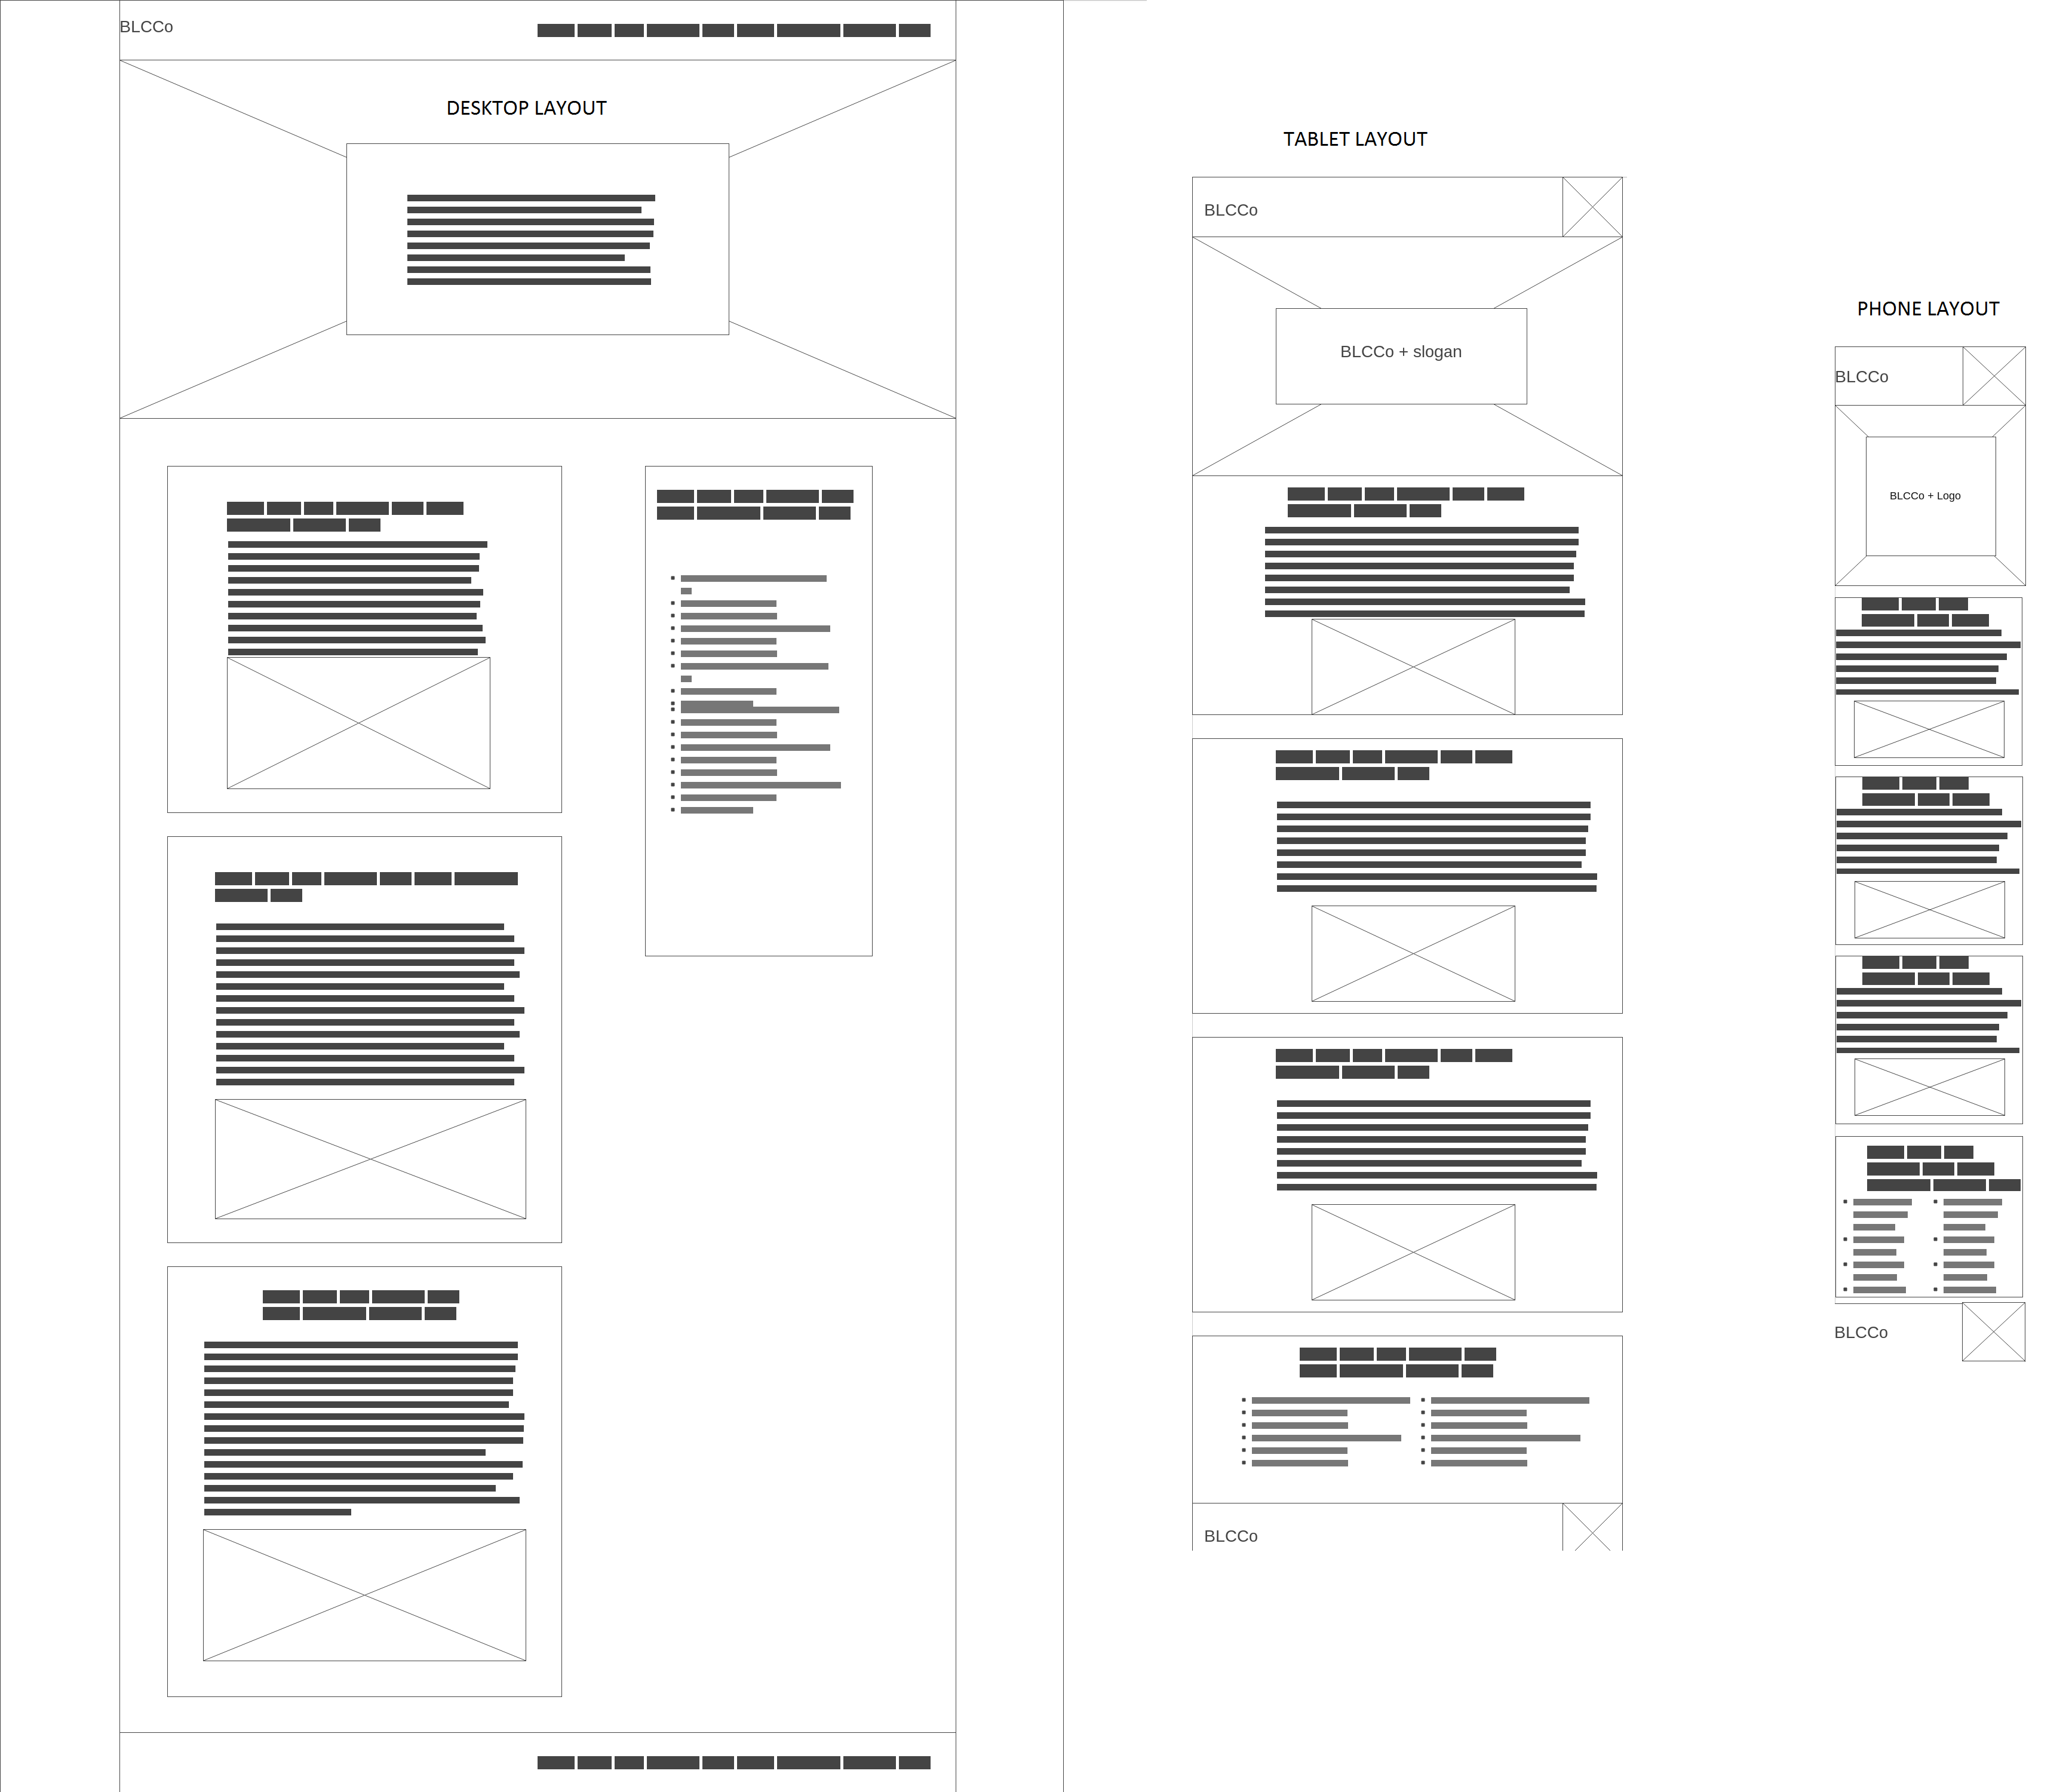 BLCCo
DESKTOP LAYOUT
TABLET LAYOUT
BLCCo
BLCCo + slogan
BLCCo
PHONE LAYOUT
BLCCo
BLCCo + Logo
BLCCo